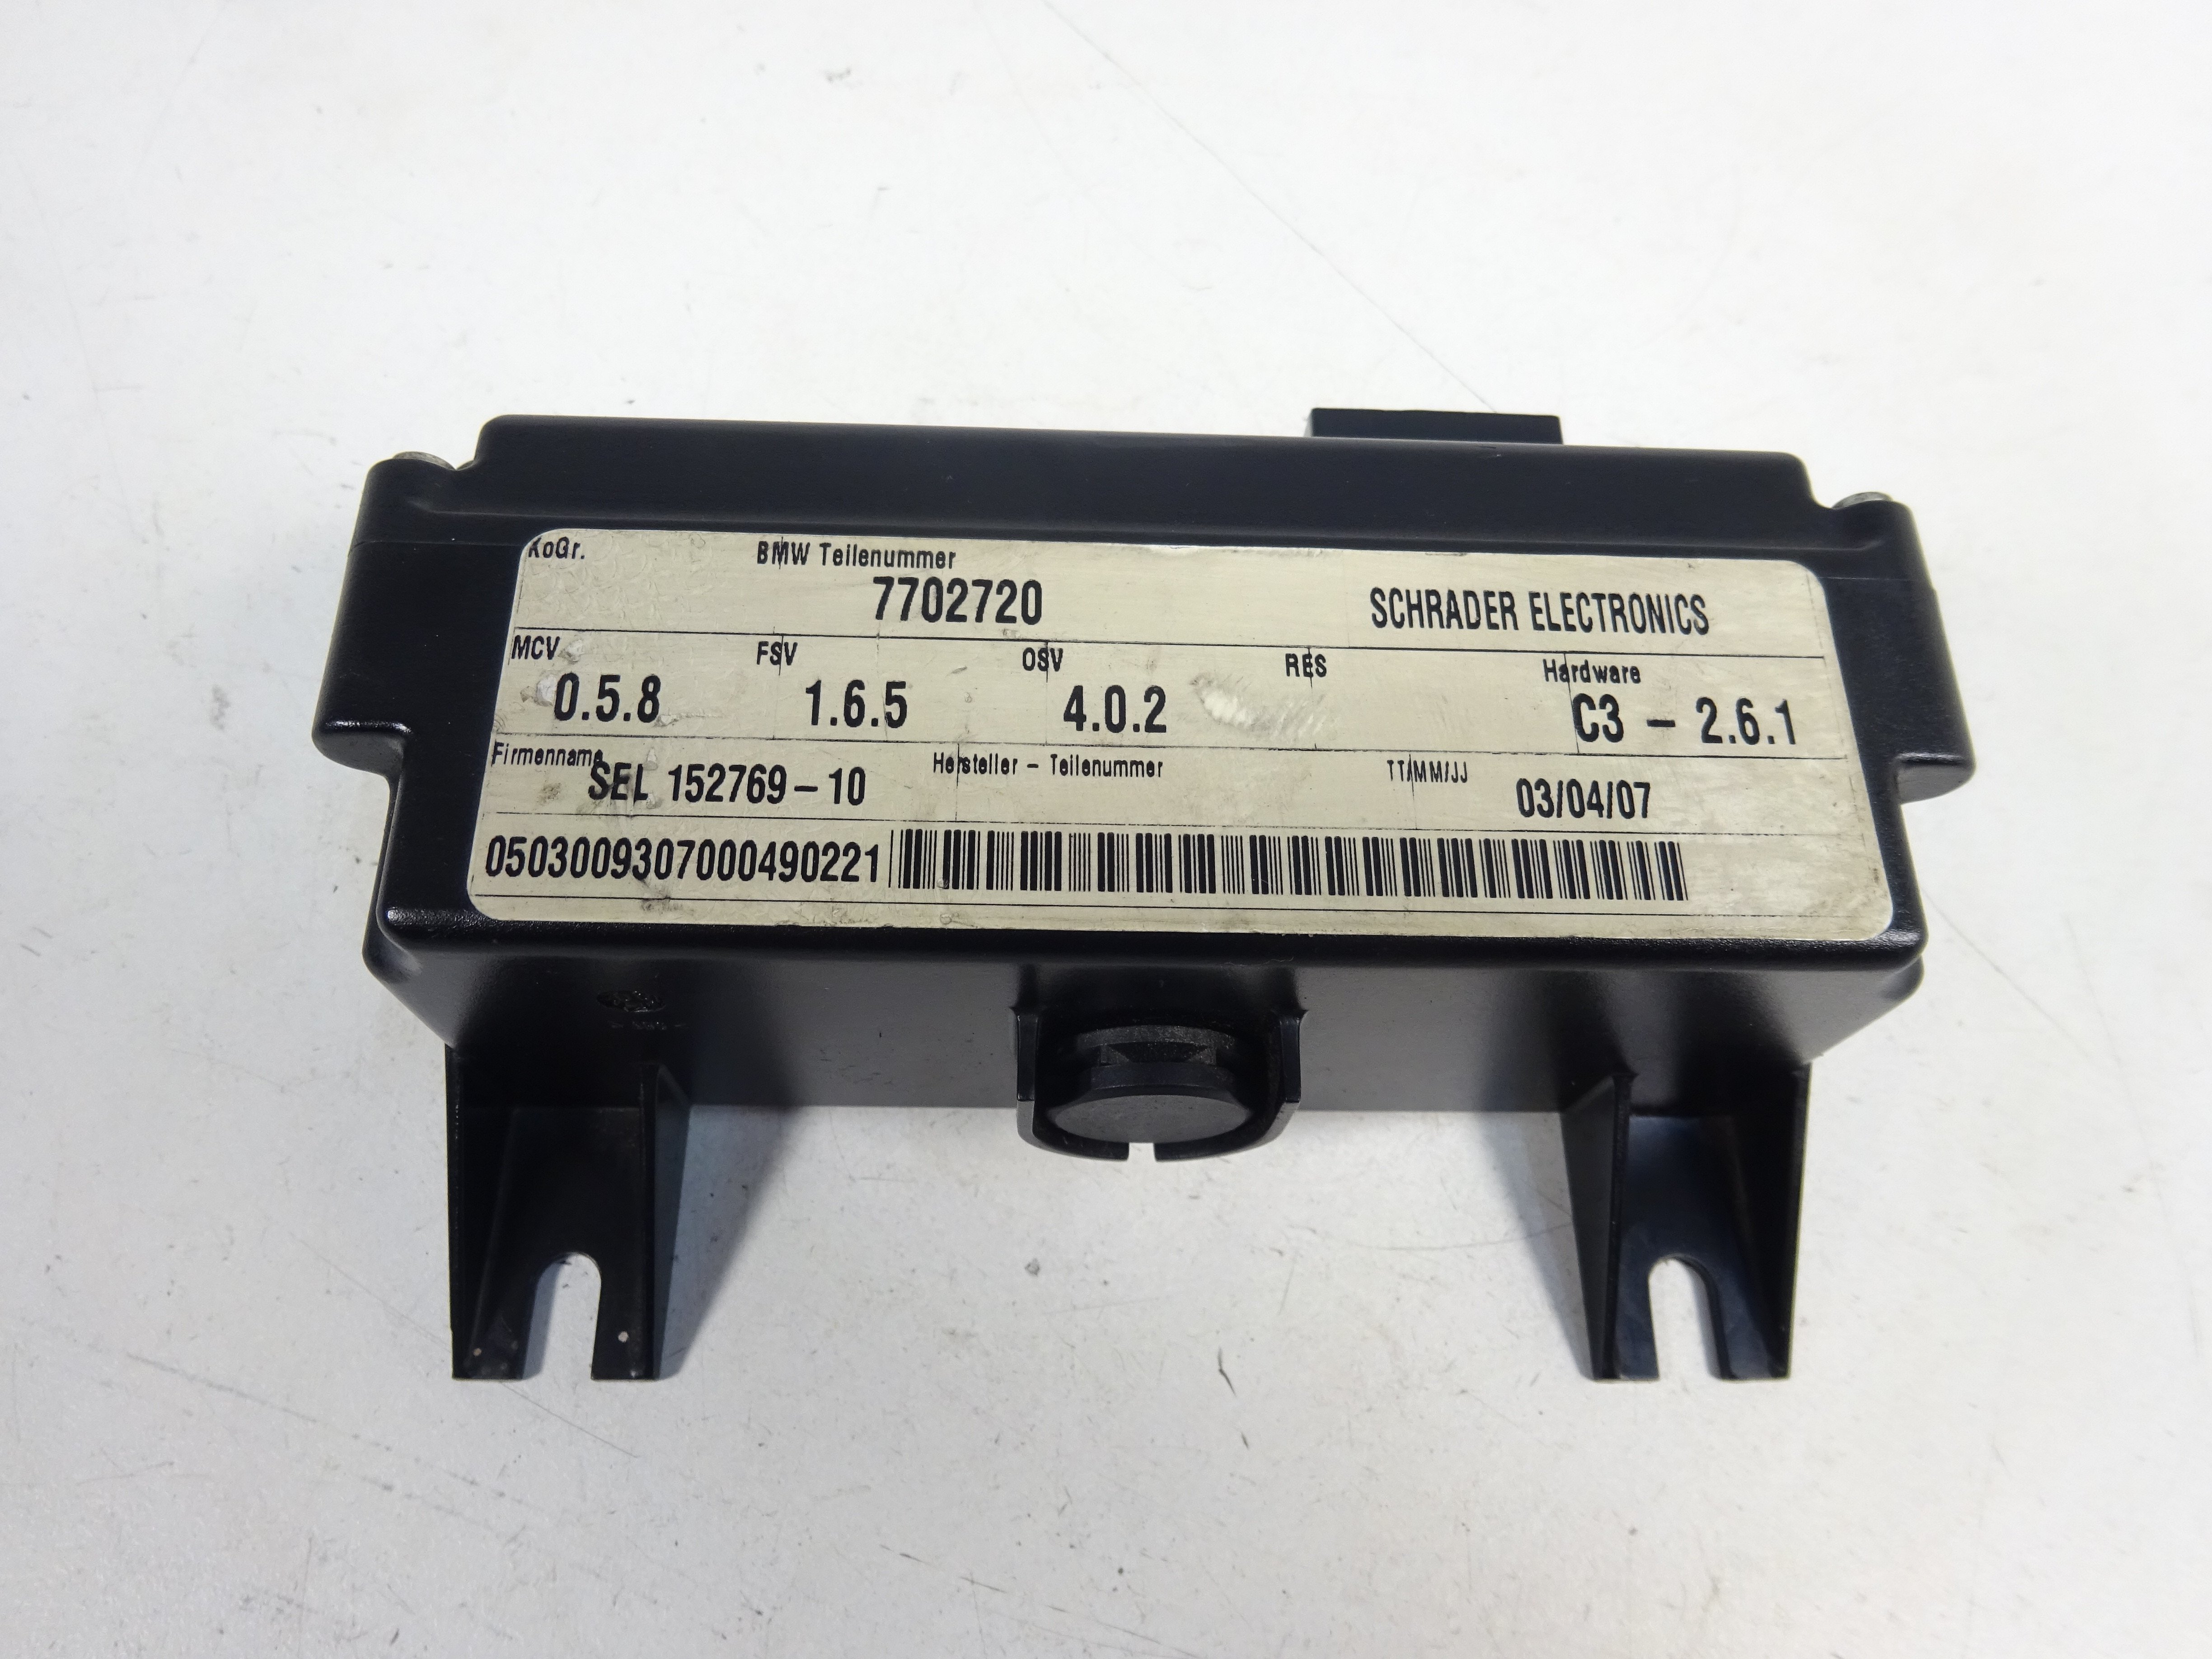 KoGr. BMW Teilenummer
7702720 SCHRADER ELECTRONICS
MCV FSV OSV RES Hardware
0.5.8 1.6.5 4.0.2 C3 - 2.6.1
Firmenname Hersteller - Teilenummer TT/MM/JJ
SEL 152769-10 03/04/07
0503009307000490221